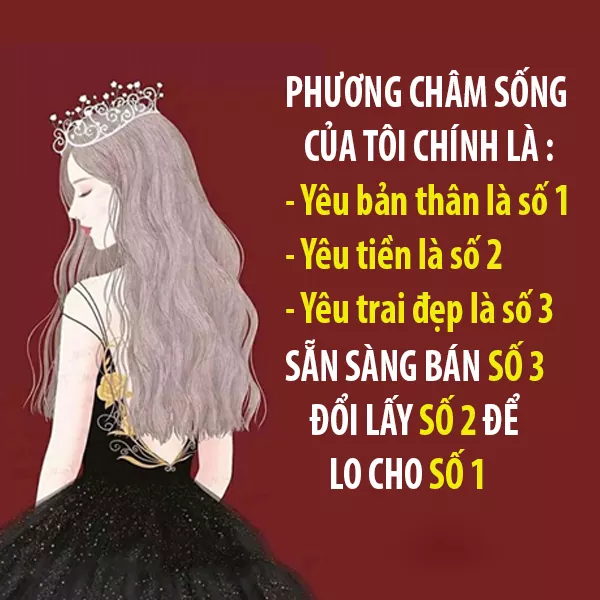 PHƯƠNG CHÂM SỐNG
CỦA TÔI CHÍNH LÀ :
- Yêu bản thân là số 1
- Yêu tiền là số 2
- Yêu trai đẹp là số 3
SẴN SÀNG BÁN SỐ 3
ĐỔI LẤY SỐ 2 ĐỂ
LO CHO SỐ 1